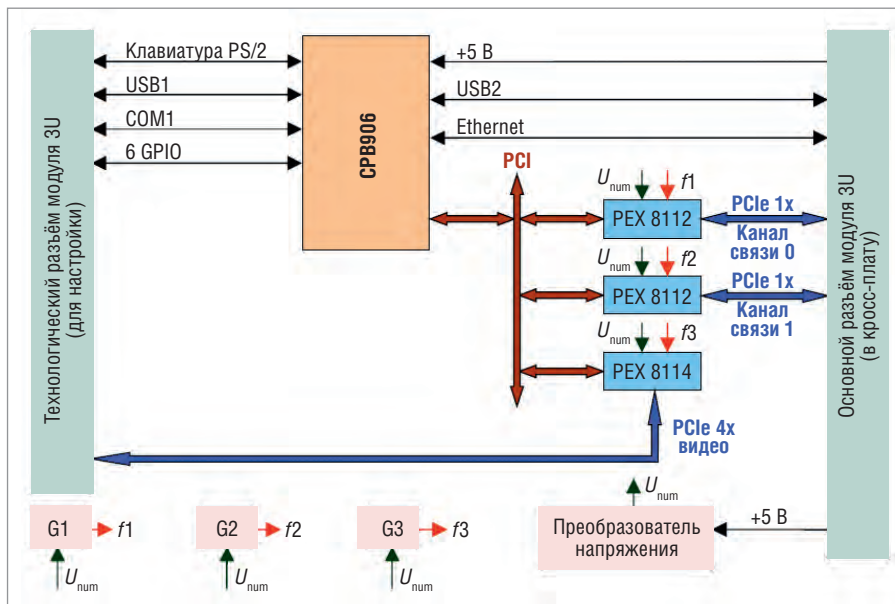 Технологический разъём модуля 3U
(для настройки)
Клавиатура PS/2
USB1
COM1
6 GPIO
CPB906
+5 В
USB2
Ethernet
PCI
Unum
f1
PEX 8112
PCIe 1x
Канал
связи 0
Unum
f2
PEX 8112
PCIe 1x
Канал
связи 1
Unum
f3
PEX 8114
PCIe 4x
видео
Основной разъём модуля 3U
(в кросс-плату)
G1
f1
Unum
G2
f2
Unum
G3
f3
Unum
Unum
Преобразователь
напряжения
+5 В